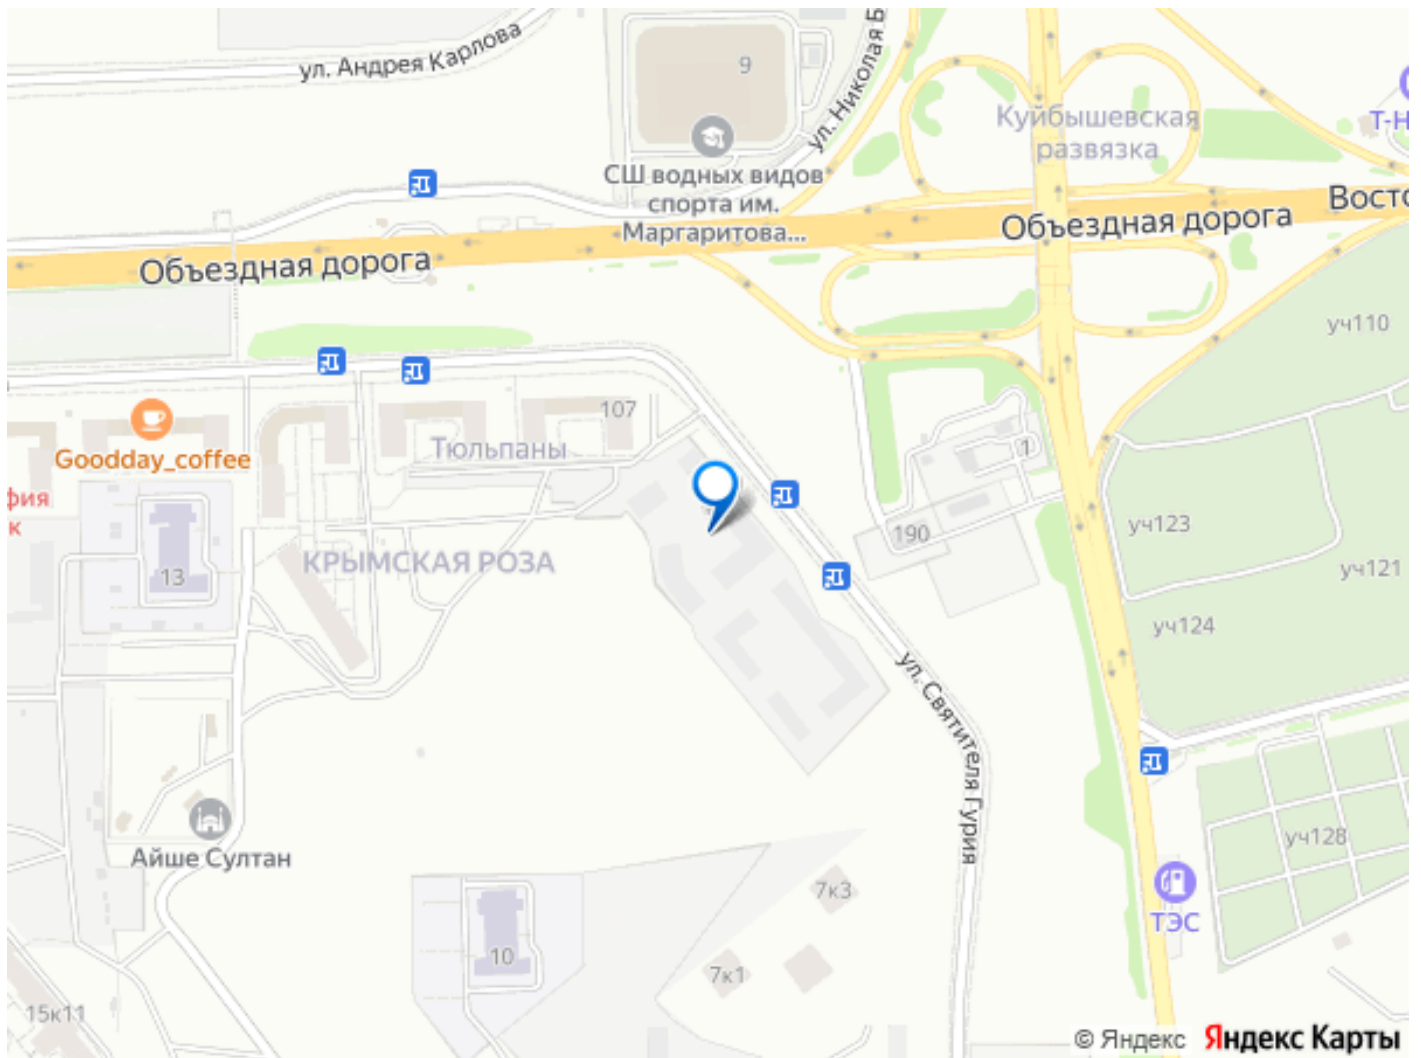 ул. Андрея Карлова
9
ул. Николая Б
Куйбышевская
развязка
Т-Н
СШ водных видов
спорта им.
Маргаритова...
Восто
Объездная дорога
Объездная дорога
уч110
107
Тюльпаны
1
Goodday_coffee
фия
к
190
уч123
КРЫМСКАЯ РОЗА
13
уч121
уч124
ул. Святителя Гурия
Айше Султан
уч128
7к3
ТЭС
10
7к1
15к11
© Яндекс Яндекс Карты